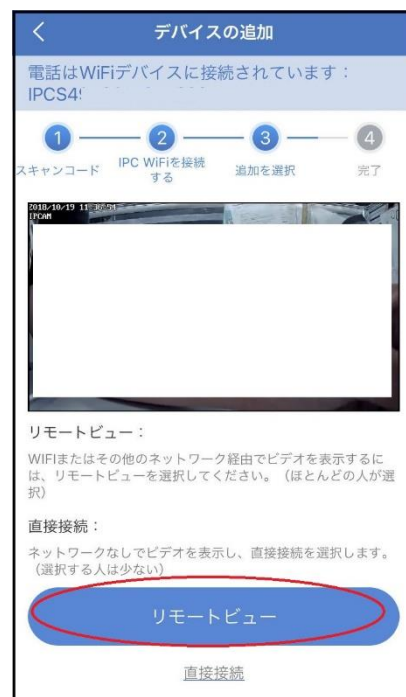 デバイスの追加
電話はWiFiデバイスに接続されています：
IPCS49
1 2 3 4
スキャンコード IPC WiFiを接続する 追加を選択 完了
2018/10/19 11:36:54
IPCAM
リモートビュー：
WIFIまたはその他のネットワーク経由でビデオを表示するに
は、リモートビューを選択してください。（ほとんどの人が選
択）
直接接続：
ネットワークなしでビデオを表示し、直接接続を選択します。
（選択する人は少ない）
リモートビュー
直接接続